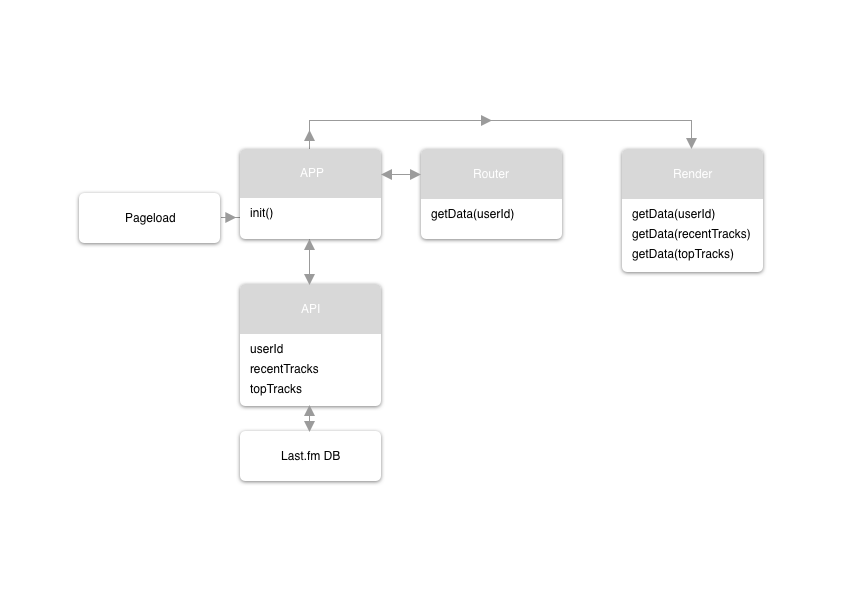 APP
Router
Render
Pageload
init()
getData(userId)
getData(userId)
getData(recentTracks)
getData(topTracks)
API
userId
recentTracks
topTracks
Last.fm DB